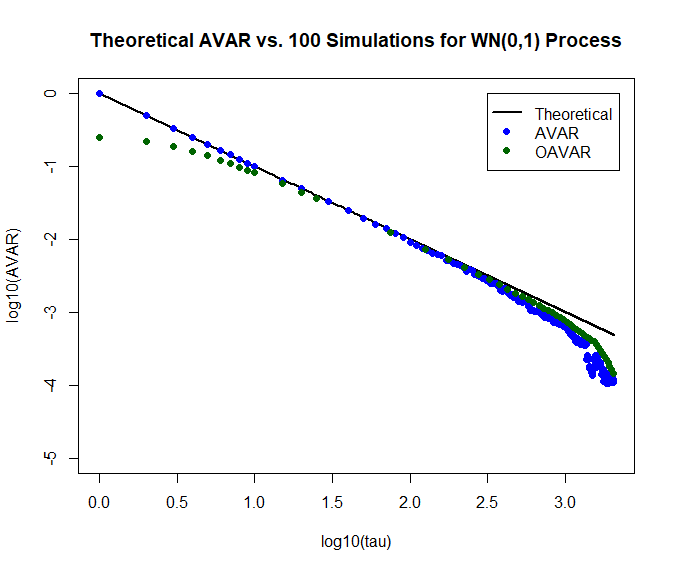 Theoretical AVAR vs. 100 Simulations for WN(0,1) Process
log10(AVAR)
0
-1
-2
-3
-4
-5
Theoretical
AVAR
OAVAR
0.0 0.5 1.0 1.5 2.0 2.5 3.0
log10(tau)